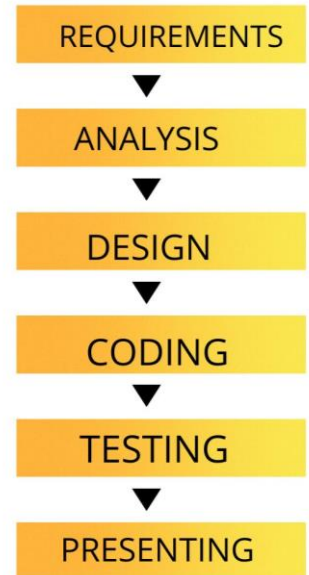 REQUIREMENTS
ANALYSIS
DESIGN
CODING
TESTING
PRESENTING